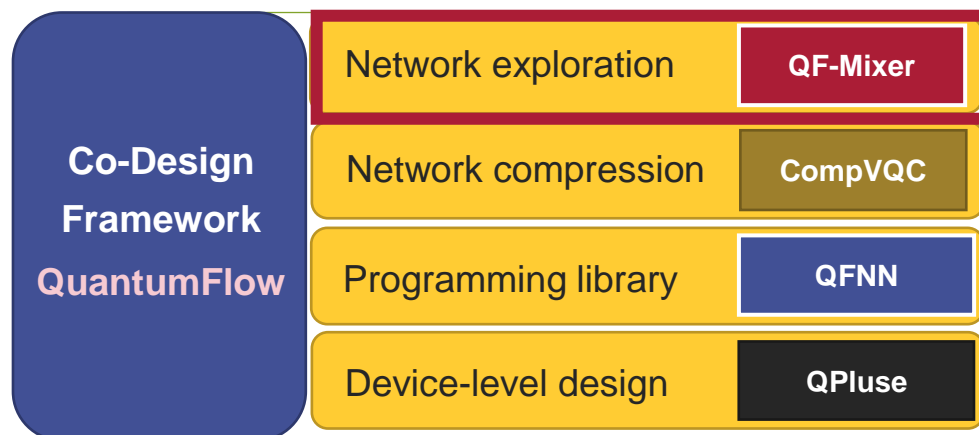 Co-Design
Framework
QuantumFlow
Network exploration
QF-Mixer
Network compression
CompVQC
Programming library
QFNN
Device-level design
QPluse